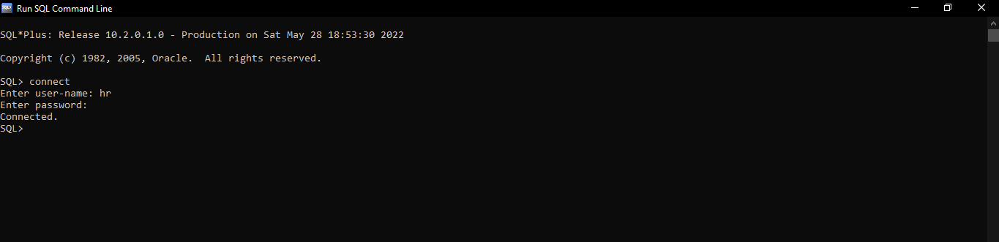 Run SQL Command Line
SQL*Plus: Release 10.2.0.1.0 - Production on Sat May 28 18:53:30 2022
Copyright (c) 1982, 2005, Oracle.  All rights reserved.
SQL> connect
Enter user-name: hr
Enter password:
Connected.
SQL>